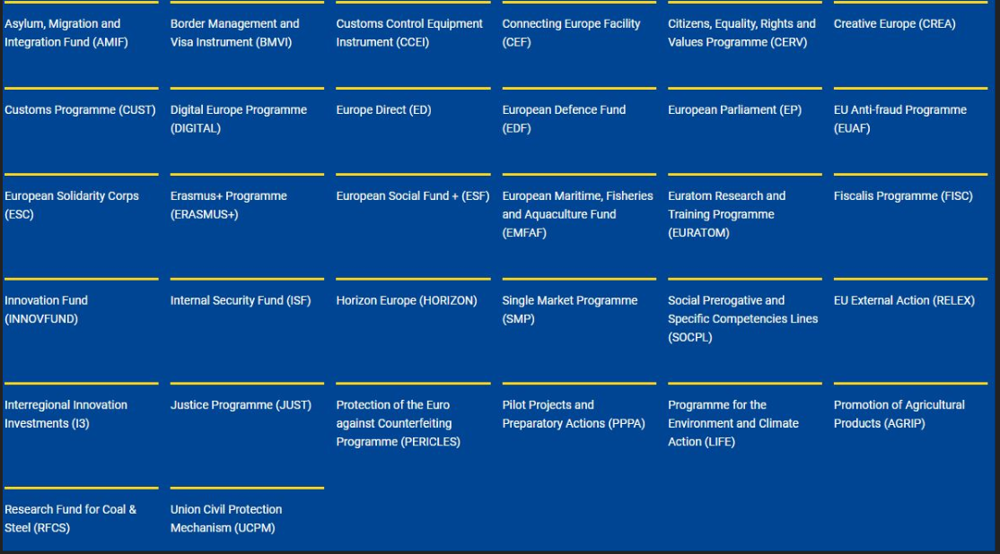 Asylum, Migration and
Integration Fund (AMIF)
Border Management and
Visa Instrument (BMVI)
Customs Control Equipment
Instrument (CCEI)
Connecting Europe Facility
(CEF)
Citizens, Equality, Rights and
Values Programme (CERV)
Creative Europe (CREA)
Customs Programme (CUST)
Digital Europe Programme
(DIGITAL)
Europe Direct (ED)
European Defence Fund
(EDF)
European Parliament (EP)
EU Anti-fraud Programme
(EUAF)
European Solidarity Corps
(ESC)
Erasmus+ Programme
(ERASMUS+)
European Social Fund + (ESF)
European Maritime, Fisheries
and Aquaculture Fund
(EMFAF)
Euratom Research and
Training Programme
(EURATOM)
Fiscalis Programme (FISC)
Innovation Fund
(INNOVFUND)
Internal Security Fund (ISF)
Horizon Europe (HORIZON)
Single Market Programme
(SMP)
Social Prerogative and
Specific Competencies Lines
(SOCPL)
EU External Action (RELEX)
Interregional Innovation
Investments (I3)
Justice Programme (JUST)
Protection of the Euro
against Counterfeiting
Programme (PERICLES)
Pilot Projects and
Preparatory Actions (PPPA)
Programme for the
Environment and Climate
Action (LIFE)
Promotion of Agricultural
Products (AGRIP)
Research Fund for Coal &
Steel (RFCS)
Union Civil Protection
Mechanism (UCPM)